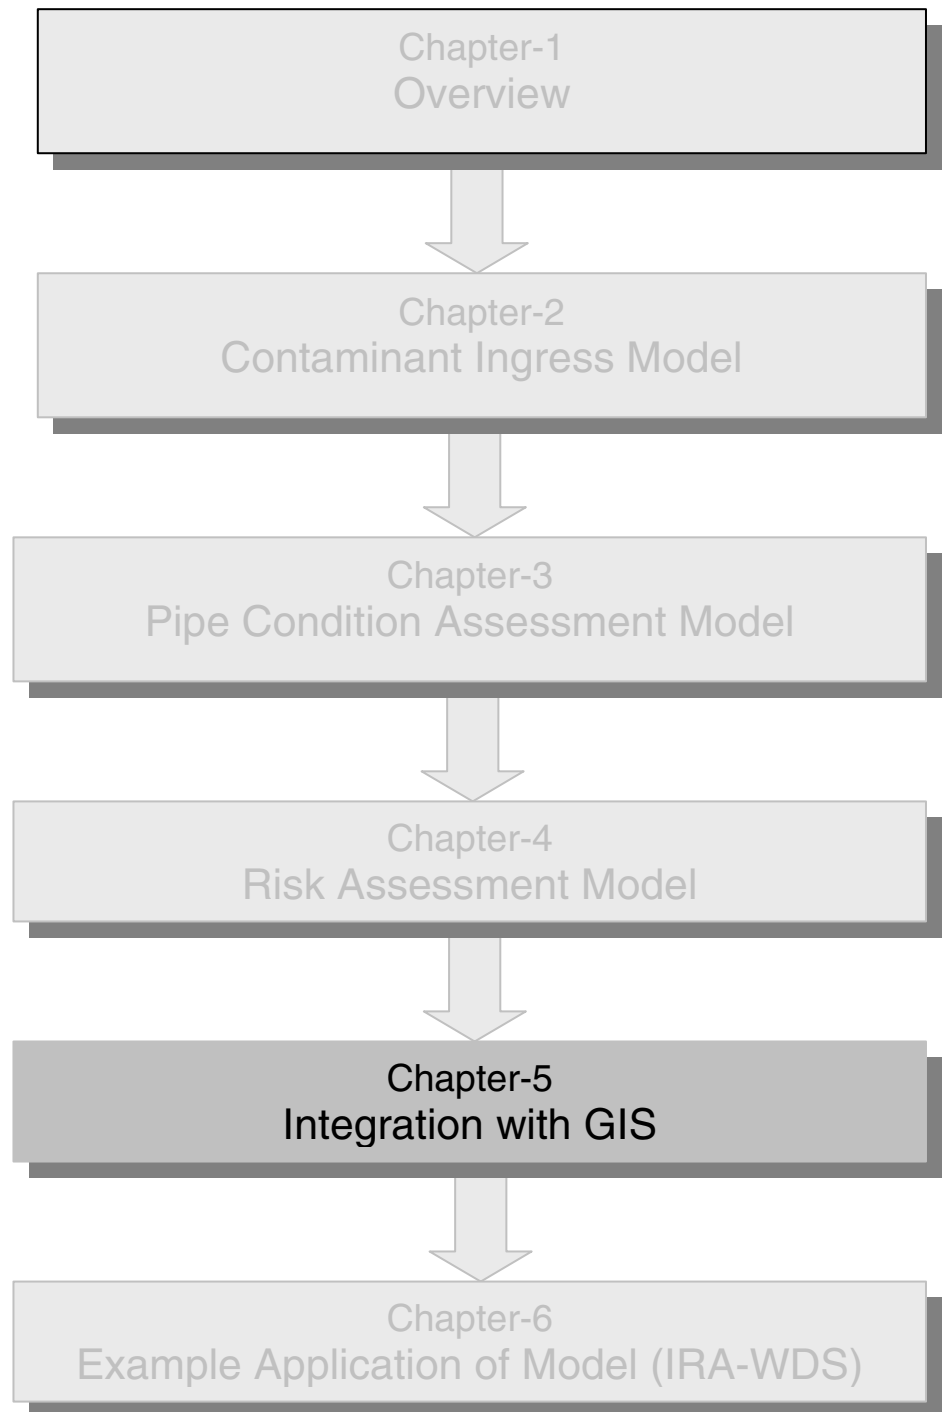 Chapter-1
Overview
Chapter-2
Contaminant Ingress Model
Chapter-3
Pipe Condition Assessment Model
Chapter-4
Risk Assessment Model
Chapter-5
Integration with GIS
Chapter-6
Example Application of Model (IRA-WDS)